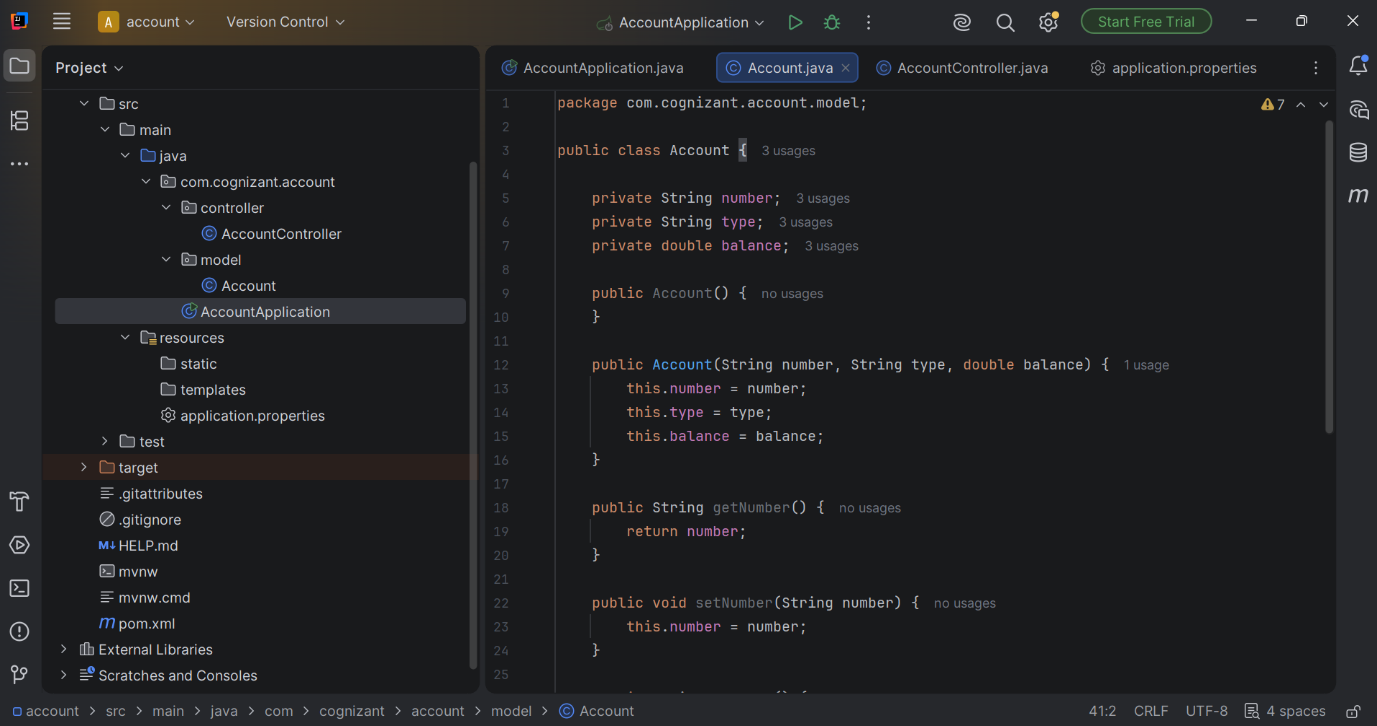 A account Version Control AccountApplication Start Free Trial
Project
src
main
java
com.cognizant.account
controller
AccountController
model
Account
AccountApplication
resources
static
templates
application.properties
test
target
.gitattributes
.gitignore
M↓ HELP.md
mvnw
mvnw.cmd
m pom.xml
External Libraries
Scratches and Consoles
AccountApplication.java Account.java AccountController.java application.properties
7
1 package com.cognizant.account.model;
2
3 public class Account { 3 usages
4
5 private String number; 3 usages
6 private String type; 3 usages
7 private double balance; 3 usages
8
9 public Account() { no usages
10 }
11
12 public Account(String number, String type, double balance) { 1 usage
13 this.number = number;
14 this.type = type;
15 this.balance = balance;
16 }
17
18 public String getNumber() { no usages
19 return number;
20 }
21
22 public void setNumber(String number) { no usages
23 this.number = number;
24 }
25
m
account > src > main > java > com > cognizant > account > model > Account 41:2 CRLF UTF-8 4 spaces